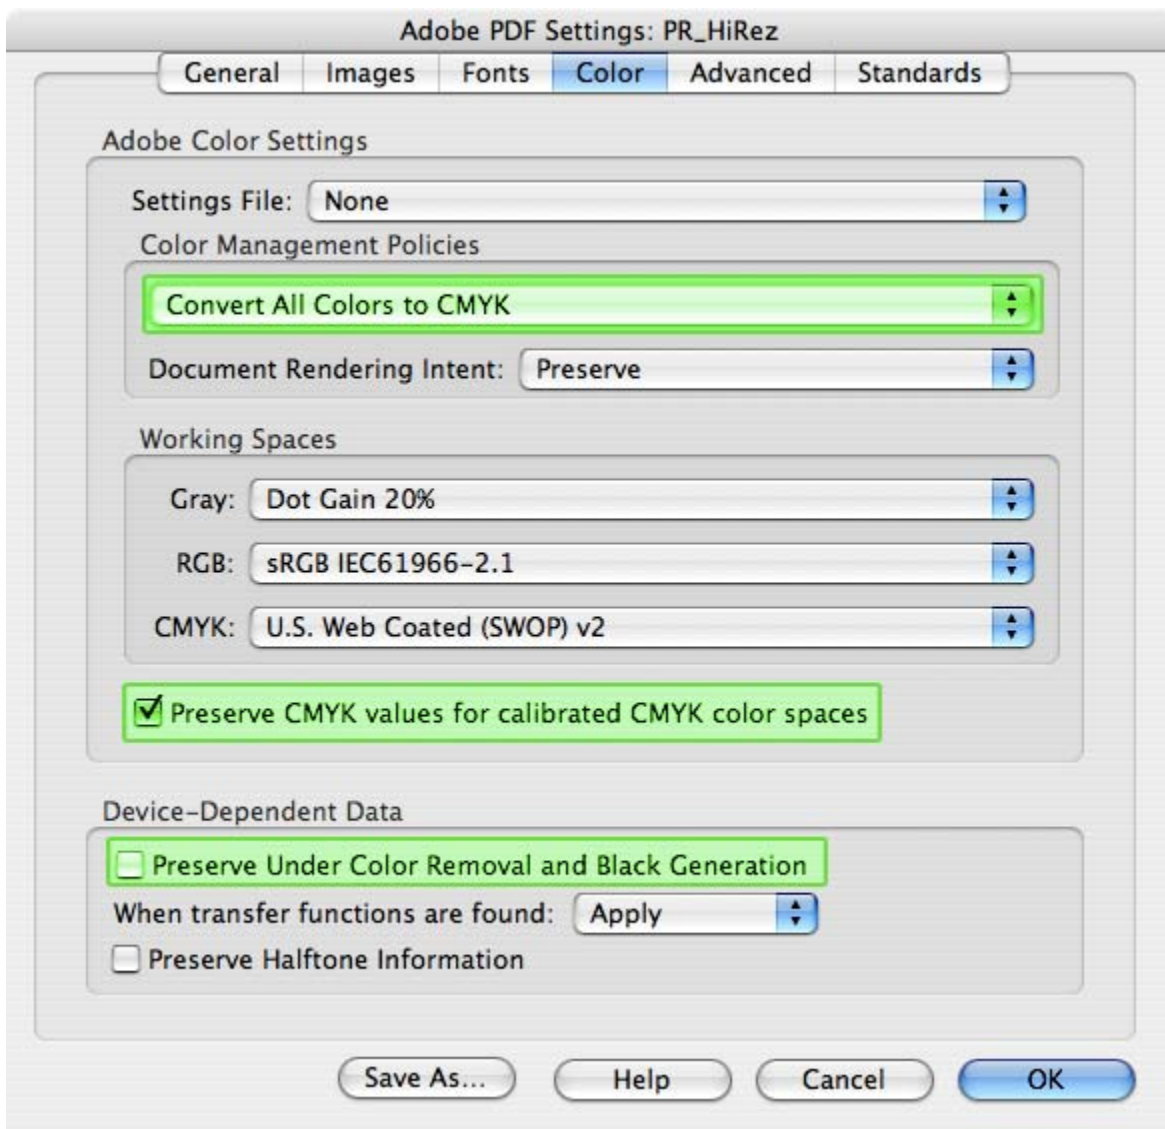 Adobe PDF Settings: PR_HiRez
General Images Fonts Color Advanced Standards
Adobe Color Settings
Settings File: None
Color Management Policies
Convert All Colors to CMYK
Document Rendering Intent: Preserve
Working Spaces
Gray: Dot Gain 20%
RGB: sRGB IEC61966-2.1
CMYK: U.S. Web Coated (SWOP) v2
Preserve CMYK values for calibrated CMYK color spaces
Device-Dependent Data
Preserve Under Color Removal and Black Generation
When transfer functions are found: Apply
Preserve Halftone Information
Save As... Help Cancel OK